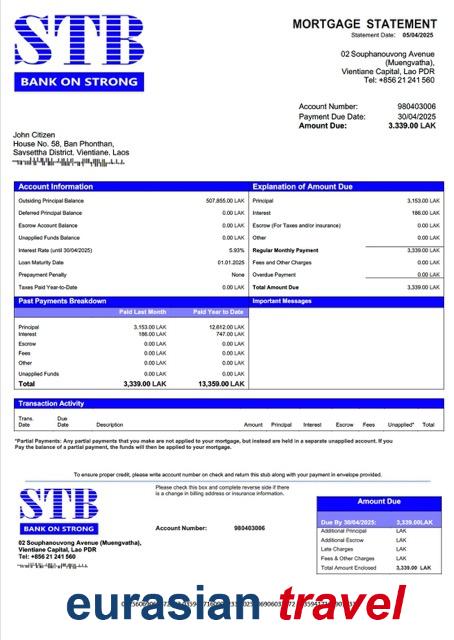 STB
BANK ON STRONG
MORTGAGE STATEMENT
Statement Date: 05/04/2025
02 Souphanouvong Avenue
(Muengvatha),
Vientiane Capital, Lao PDR
Tel: +856 21 241 560
Account Number: 980403006
Payment Due Date: 30/04/2025
Amount Due: 3.339.00 LAK
John Citizen
House No. 58, Ban Phonthan,
Savsettha District. Vientiane. Laos
Account Information
Outsiding Principal Balance 507,855.00 LAK
Deferred Principal Balance 0.00 LAK
Escrow Account Balance 0.00 LAK
Unapplied Funds Balance 0.00 LAK
Interest Rate (until 30/04/2025) 5.93%
Loan Maturity Date 01.01.2025
Prepayment Penalty None
Taxes Paid Year-to-Date 0.00 LAK
Explanation of Amount Due
Principal 3,153.00 LAK
Interest 186.00 LAK
Escrow (For Taxes and/or insurance) 0.00 LAK
Other 0.00 LAK
Regular Monthly Payment 3,339.00 LAK
Fees and Other Charges 0.00 LAK
Overdue Payment 0.00 LAK
Total Amount Due 3,339.00 LAK
Past Payments Breakdown
Paid Last Month Paid Year to Date
Principal 3,153.00 LAK 12,612.00 LAK
Interest 186.00 LAK 747.00 LAK
Escrow 0.00 LAK 0.00 LAK
Fees 0.00 LAK 0.00 LAK
Other 0.00 LAK 0.00 LAK
Unapplied Funds 0.00 LAK 0.00 LAK
Total 3,339.00 LAK 13,359.00 LAK
Important Messages
Transaction Activity
Trans. Date Due Date Description Amount Principal Interest Escrow Fees Unapplied* Total
*Partial Payments: Any partial payments that you make are not applied to your mortgage, but instead are held in a separate unapplied account. If you
Pay the balance of a partial payment, the funds will then be applied to your mortgage.
To ensure proper credit, please write account number on check and return this stub along with your payment in envelope provided.
STB
BANK ON STRONG
02 Souphanouvong Avenue (Muengvatha),
Vientiane Capital, Lao PDR
Tel: +856 21 241 560
Please check this box and complete reverse side if there
is a change in billing address or insurance information.
Account Number: 980403006
Amount Due
Due By 30/04/2025: 3,339.00LAK
Additional Principal LAK
Additional Escrow LAK
Late Charges LAK
Fees & Other Charges LAK
Total Amount Enclosed 3,339.00 LAK
eurasian travel